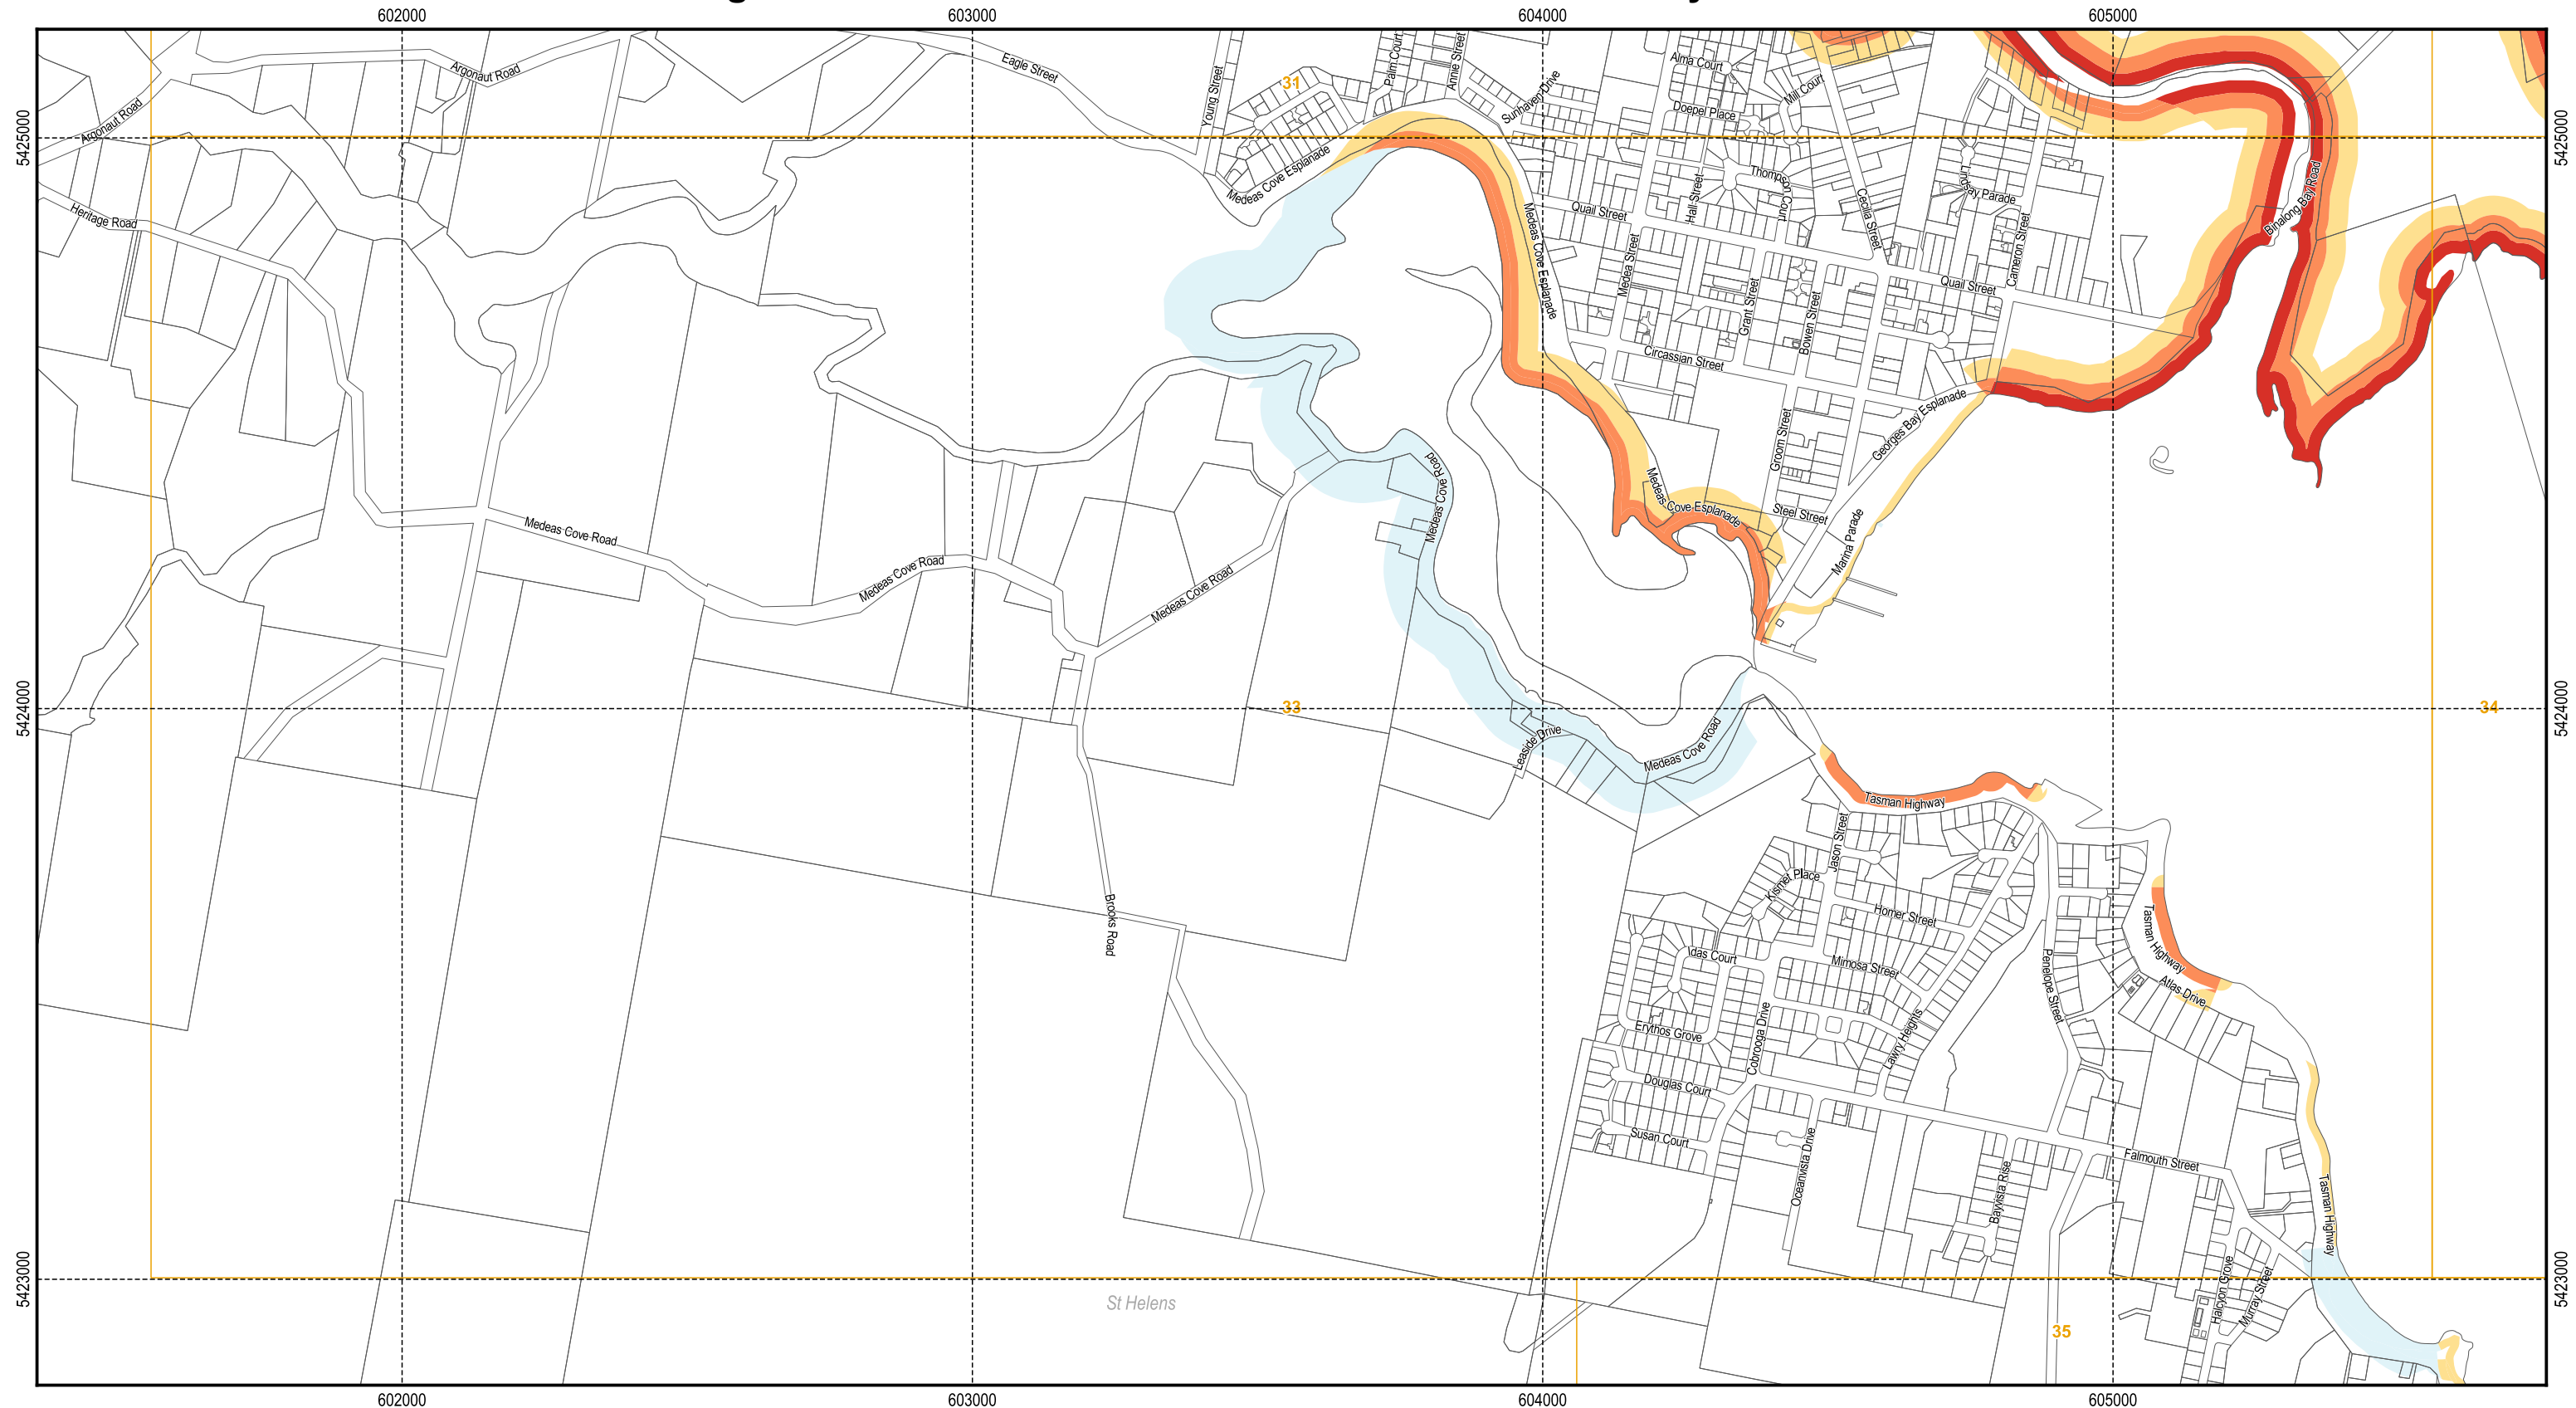 602000
603000
604000
605000
Argonaut Road
Eagle Street
31
Palm Court
Annie Street
Alma Court
Young Street
Sunhaven Drive
Mill Court
Argonaut Road
Doepel Place
5425000
5425000
Medeas Cove Esplanade
Thompson Court
Hall Street
Lindsay Parade
Binalong Bay Road
Heritage Road
Quail Street
Cecilia Street
Cameron Street
Medeas Cove Esplanade
Medea Street
Quail Street
Grant Street
Bowen Street
Circassian Street
Georges Bay Esplanade
Groom Street
Medeas Cove Road
Medeas Cove Esplanade
Steel Street
Marina Parade
Medeas Cove Road
Medeas Cove Road
Medeas Cove Road
5424000
33
34
5424000
Leaside Drive
Medeas Cove Road
Tasman Highway
Jason Street
Kismet Place
Homer Street
Brooks Road
Tasman Highway
Idas Court
Mimosa Street
Penelope Street
Atlas Drive
Erythos Grove
Cobrooga Drive
Lawry Heights
Douglas Court
Susan Court
Oceanvista Drive
Bayvista Rise
Falmouth Street
Tasman Highway
5423000
5423000
St Helens
Halcyon Grove
Murray Street
35
602000
603000
604000
605000